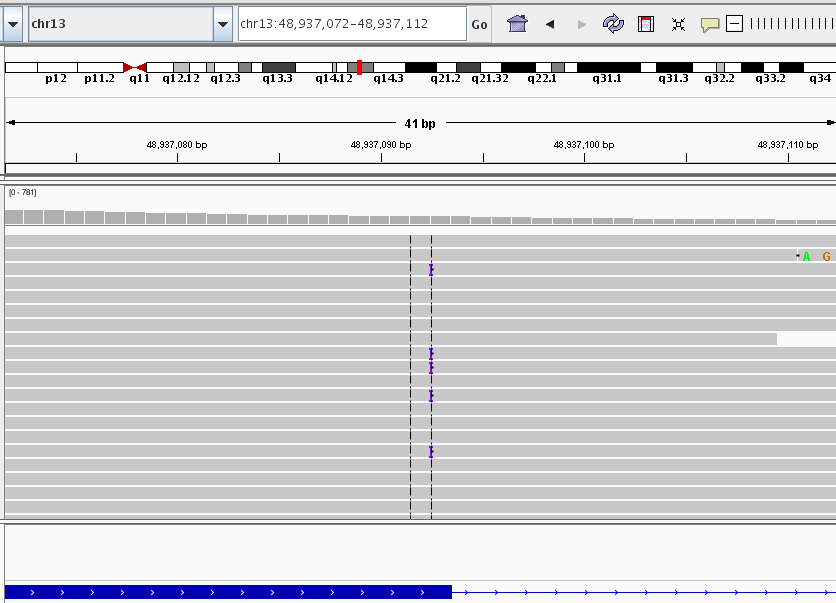 chr13 chr13:48,937,072-48,937,112 Go
p12 p11.2 q11 q12.12 q12.3 q13.3 q14.12 q14.3 q21.2 q21.32 q22.1 q31.1 q31.3 q32.2 q33.2 q34
41 bp
48,937,080 bp 48,937,090 bp 48,937,100 bp 48,937,110 bp
[0 - 781]
A G